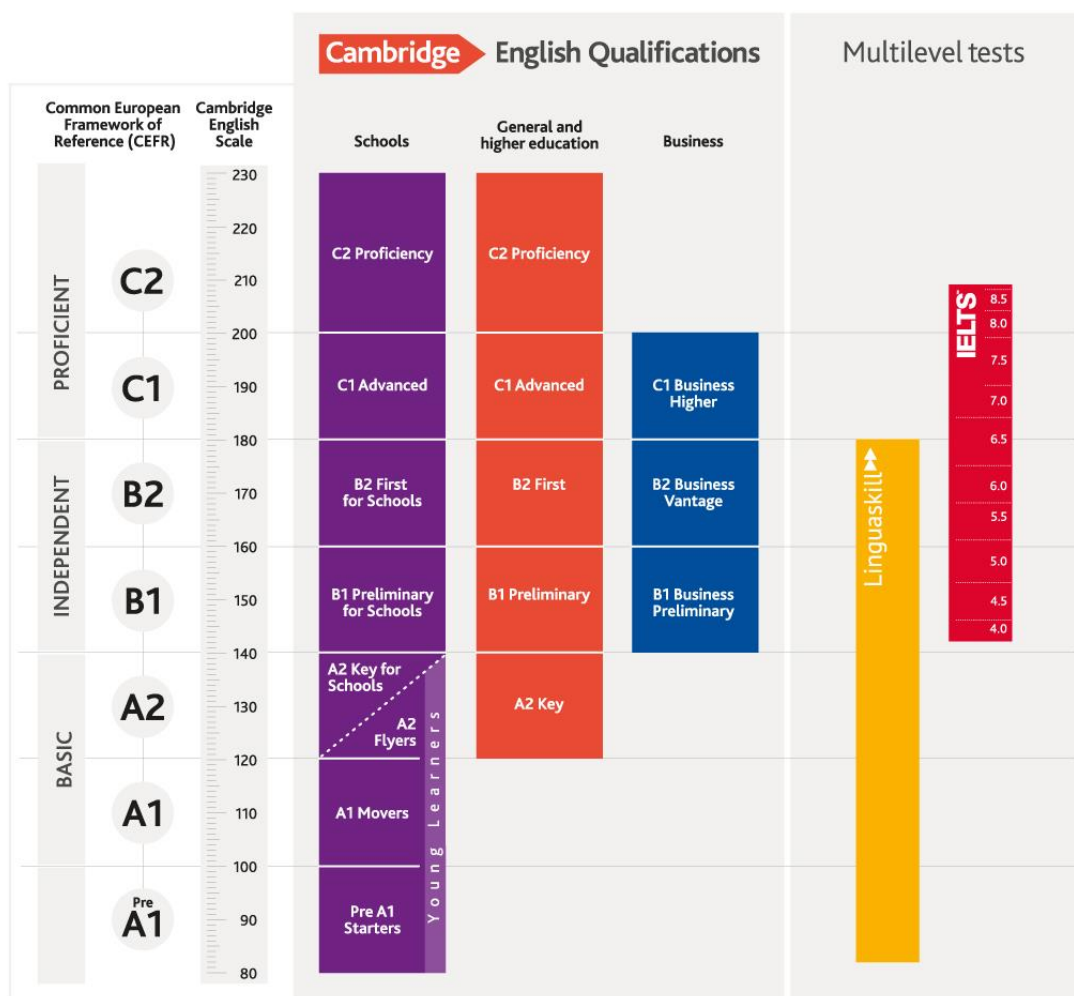 Cambridge English Qualifications
Multilevel tests
Common European
Framework of
Reference (CEFR)
Cambridge
English
Scale
Schools
General and
higher education
Business
PROFICIENT
INDEPENDENT
BASIC
C2
C1
B2
B1
A2
A1
Pre
A1
230
220
210
200
190
180
170
160
150
140
130
120
110
100
90
80
C2 Proficiency
C1 Advanced
B2 First
for Schools
B1 Preliminary
for Schools
A2 Key for
Schools
A2
Flyers
A1 Movers
Pre A1
Starters
Young Learners
C2 Proficiency
C1 Advanced
B2 First
B1 Preliminary
A2 Key
C1 Business
Higher
B2 Business
Vantage
B1 Business
Preliminary
Linguaskill
IELTS
8.5
8.0
7.5
7.0
6.5
6.0
5.5
5.0
4.5
4.0